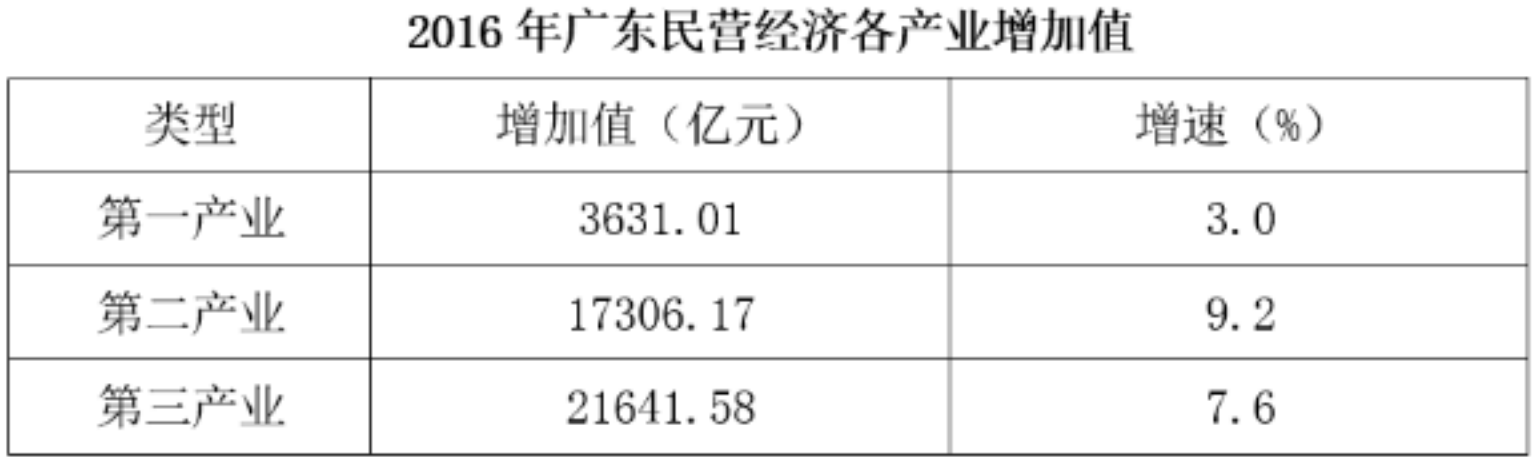 2016 年广东民营经济各产业增加值
类型 增加值（亿元） 增速（%）
第一产业 3631.01 3.0
第二产业 17306.17 9.2
第三产业 21641.58 7.6